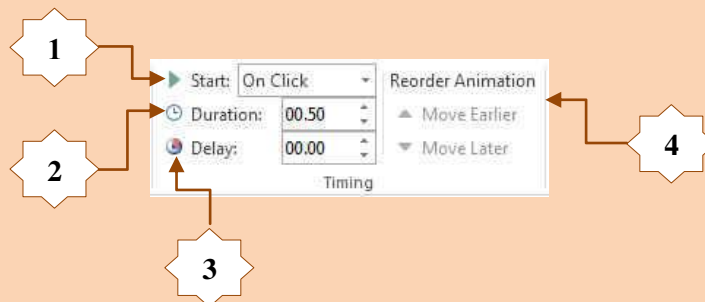 1
Start: On Click Reorder Animation
2
Duration: 00.50 Move Earlier
4
Delay: 00.00 Move Later
Timing
3